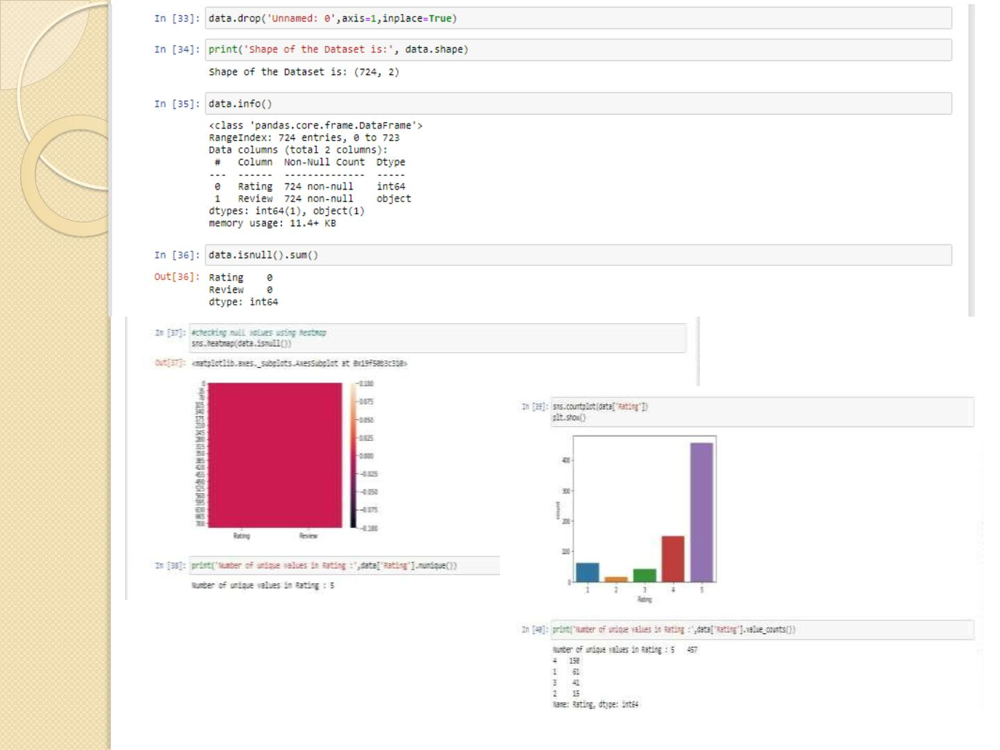 In [33]: data.drop('Unnamed: 0',axis=1,inplace=True)
In [34]: print('Shape of the Dataset is:', data.shape)
Shape of the Dataset is: (724, 2)
In [35]: data.info()
<class 'pandas.core.frame.DataFrame'>
RangeIndex: 724 entries, 0 to 723
Data columns (total 2 columns):
#   Column  Non-Null Count  Dtype
---  ------  --------------  -----
0   Rating  724 non-null    int64
1   Review  724 non-null    object
dtypes: int64(1), object(1)
memory usage: 11.4+ KB
In [36]: data.isnull().sum()
Out[36]: Rating    0
Review    0
dtype: int64
In [37]: #checking null values using heatmap
sns.heatmap(data.isnull())
Out[37]: <matplotlib.axes._subplots.AxesSubplot at 0x19f50b3c310>
0
35
70
105
140
175
210
245
280
315
350
385
420
455
490
525
560
595
630
665
700
Rating Review
0.100
0.075
0.050
0.025
0.000
-0.025
-0.050
-0.075
-0.100
In [38]: print('Number of unique values in Rating :',data['Rating'].nunique())
Number of unique values in Rating : 5
In [39]: sns.countplot(data['Rating'])
plt.show()
400
300
200
100
0
count
1 2 3 4 5
Rating
In [40]: print('Number of unique values in Rating :',data['Rating'].value_counts())
Number of unique values in Rating : 5    457
4    150
1    61
3    41
2    15
Name: Rating, dtype: int64